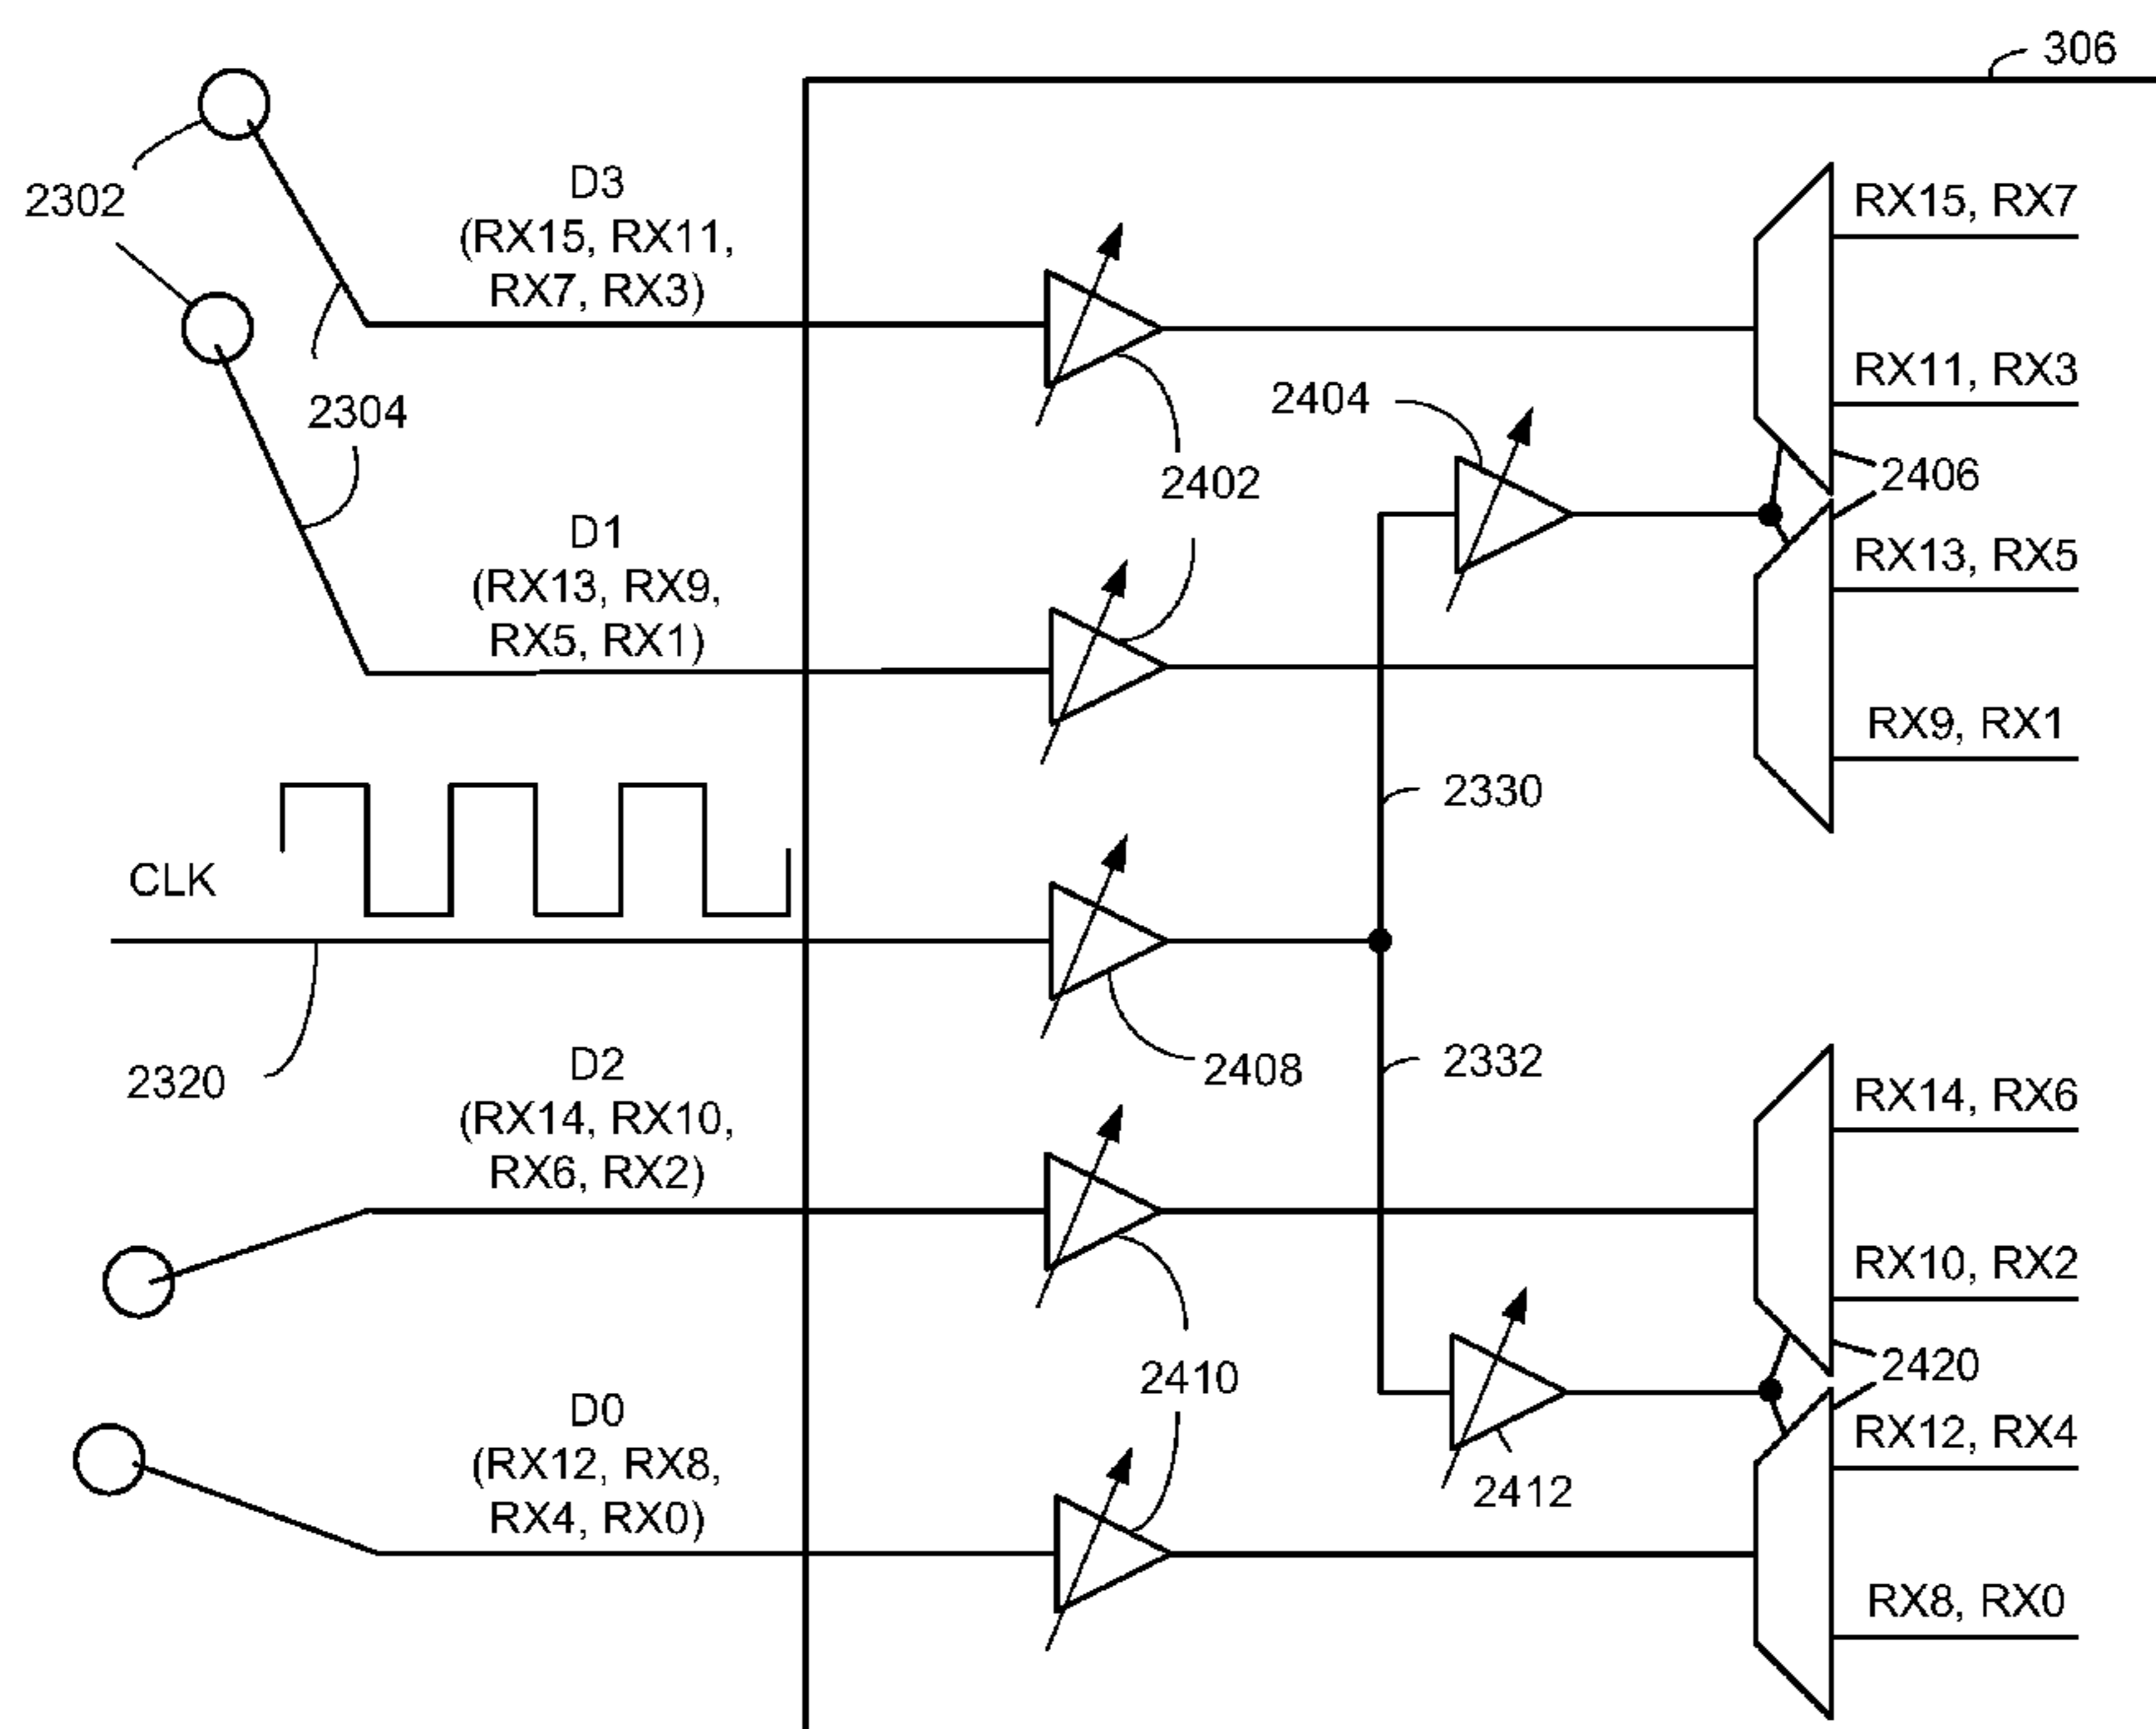 306
2302
D3
(RX15, RX11,
RX7, RX3)
RX15, RX7
2304
2404
RX11, RX3
2402
2406
D1
(RX13, RX9,
RX5, RX1)
RX13, RX5
RX9, RX1
2330
CLK
2320
2408
2332
D2
(RX14, RX10,
RX6, RX2)
RX14, RX6
RX10, RX2
2410
2420
D0
(RX12, RX8,
RX4, RX0)
RX12, RX4
2412
RX8, RX0